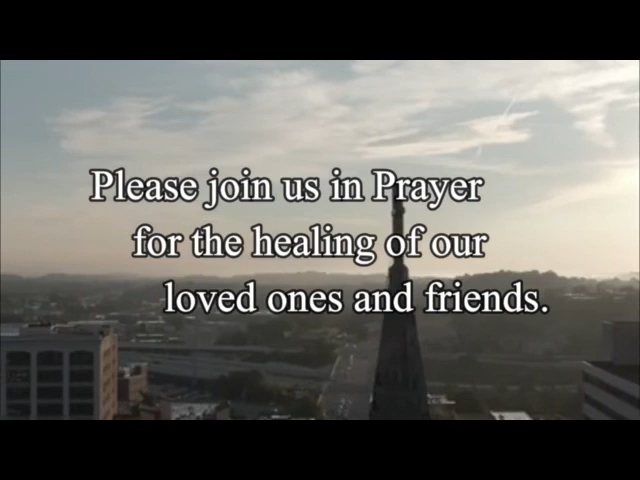 Please join us in Prayer
for the healing of our
loved ones and friends.